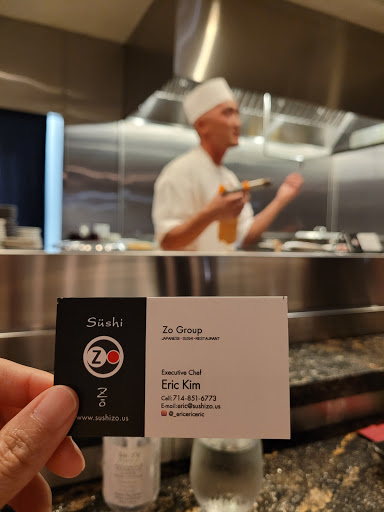 Süshi
ZO
Zō
www.sushizo.us
Zo Group
JAPANESE · SUSHI · RESTAURANT
Executive Chef
Eric Kim
Cell:714-851-6773
E-mail:eric@sushizo.us
@_ericericeric